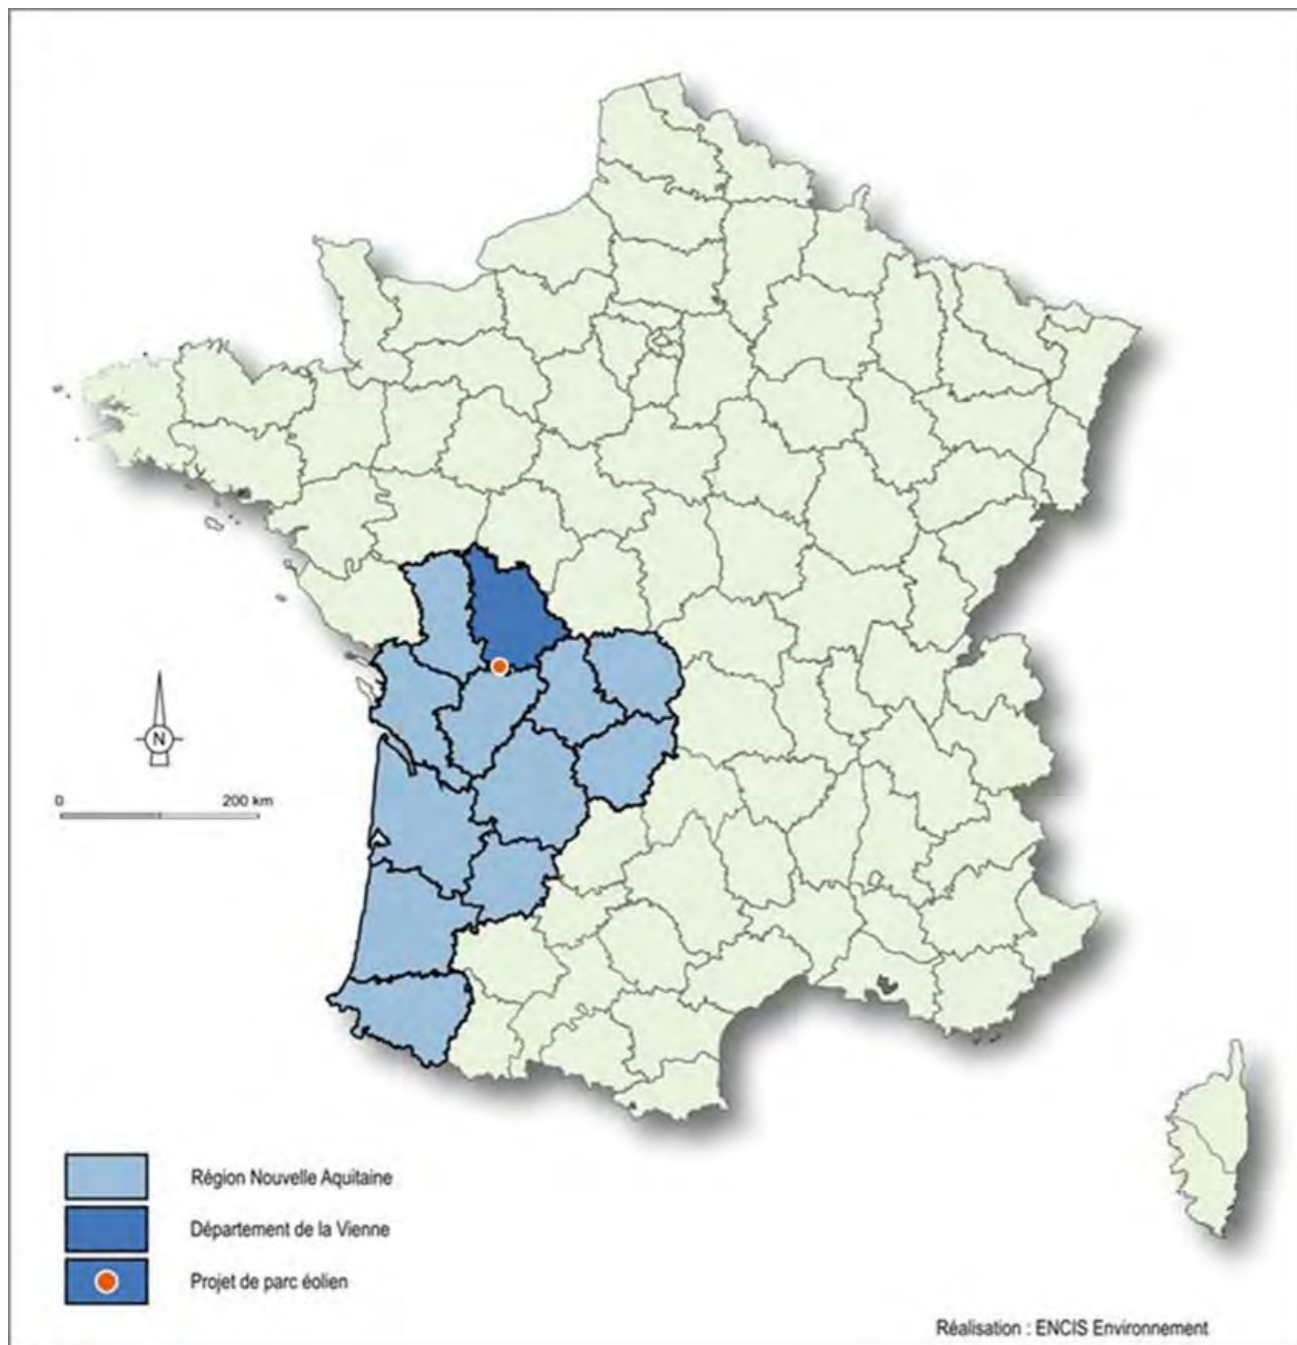 N
0 200 km
Région Nouvelle Aquitaine
Département de la Vienne
Projet de parc éolien
Réalisation : ENCIS Environnement